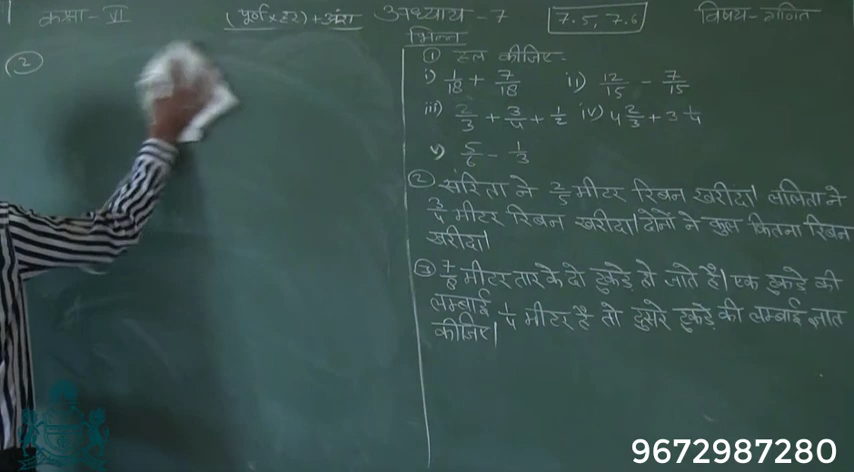 कक्षा - VI (पूर्ण × हर) + अंश अध्याय - 7 7.5, 7.6 विषय - गणित
भिन्न
②
① हल कीजिए -
i) 1/18 + 7/18 ii) 12/15 - 7/15
iii) 2/3 + 3/4 + 1/2 iv) 4 2/3 + 3 1/4
v) 5/6 - 1/3
② सरिता ने 2/5 मीटर रिबन खरीदा। ललिता ने
3/4 मीटर रिबन खरीदा। दोनों ने कुल कितना रिबन
खरीदा।
③ 7/8 मीटर तार के दो टुकड़े हो जाते हैं। एक टुकड़े की
लम्बाई 1/4 मीटर है तो दुसरे टुकड़े की लम्बाई ज्ञात
कीजिए।
9672987280